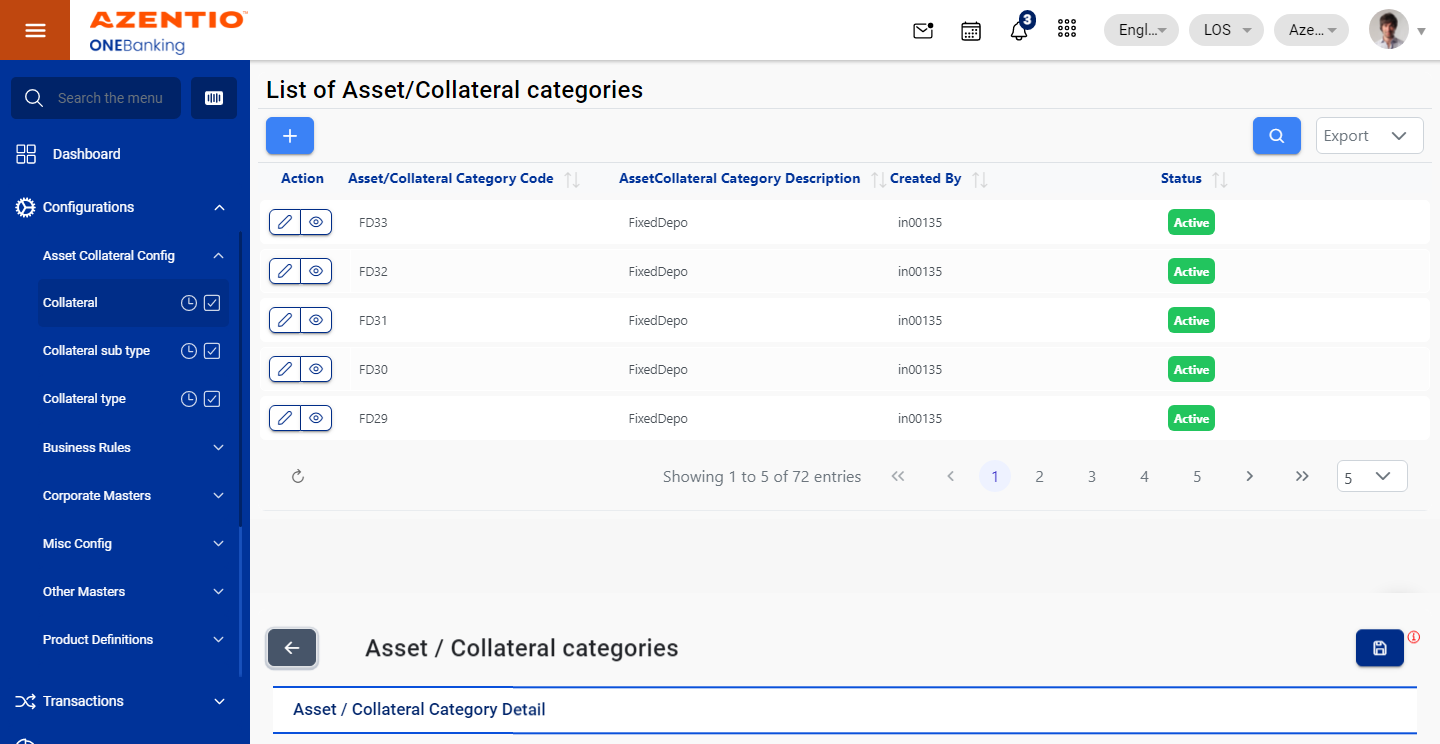 AZENTIO™
ONEBanking
3
Engl...
LOS
Aze...
Search the menu
Dashboard
Configurations
Asset Collateral Config
Collateral
Collateral sub type
Collateral type
Business Rules
Corporate Masters
Misc Config
Other Masters
Product Definitions
Transactions
List of Asset/Collateral categories
Export
Action Asset/Collateral Category Code AssetCollateral Category Description Created By Status
FD33 FixedDepo in00135 Active
FD32 FixedDepo in00135 Active
FD31 FixedDepo in00135 Active
FD30 FixedDepo in00135 Active
FD29 FixedDepo in00135 Active
Showing 1 to 5 of 72 entries 1 2 3 4 5 5
Asset / Collateral categories
Asset / Collateral Category Detail